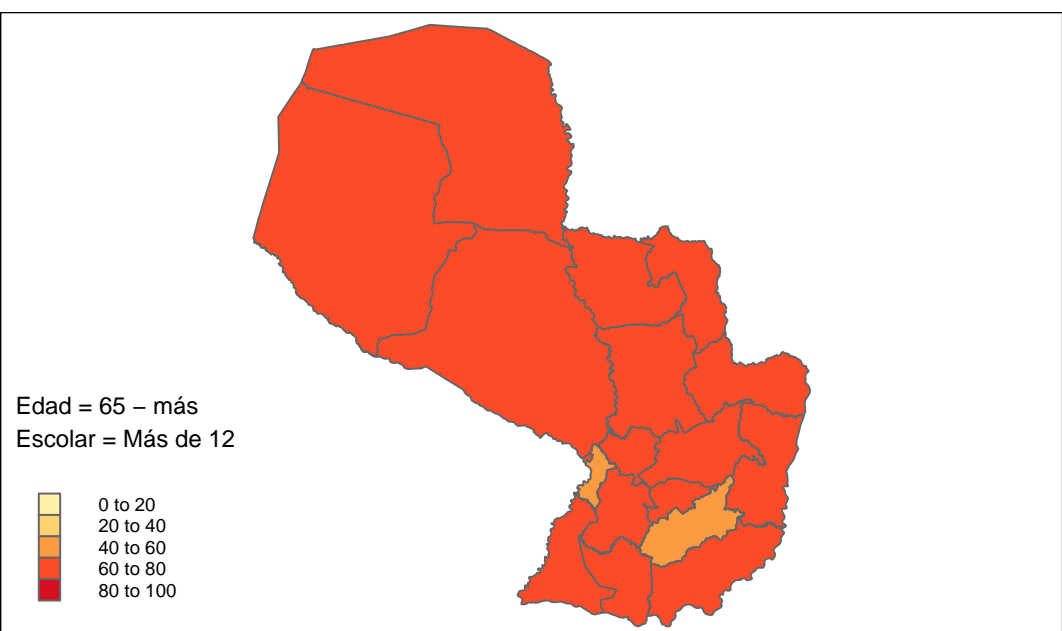 Edad = 65 – más
Escolar = Más de 12
0 to 20
20 to 40
40 to 60
60 to 80
80 to 100